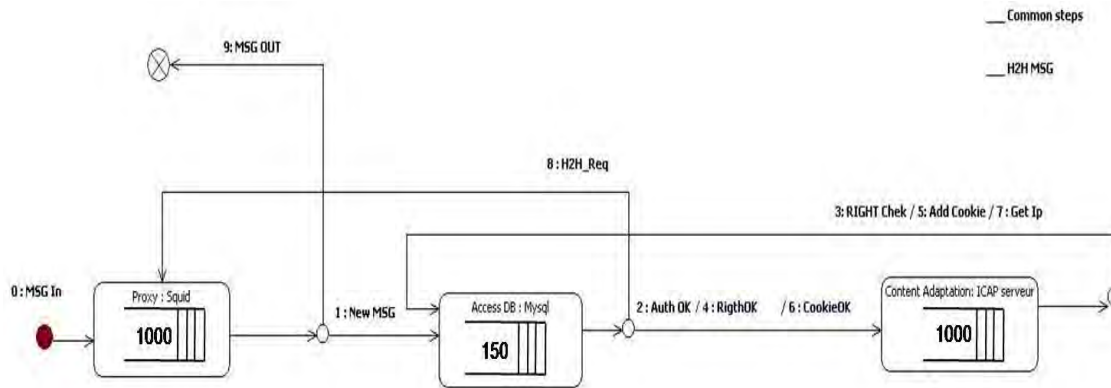 Common steps
9: MSG OUT
H2H MSG
8 : H2H_Req
3: RIGHT Chek / 5: Add Cookie / 7 : Get Ip
0 : MSG In
Proxy : Squid
1000
1 : New MSG
Access DB : Mysql
150
2 : Auth OK / 4 : RigthOK / 6 : CookieOK
Content Adaptation: ICAP serveur
1000